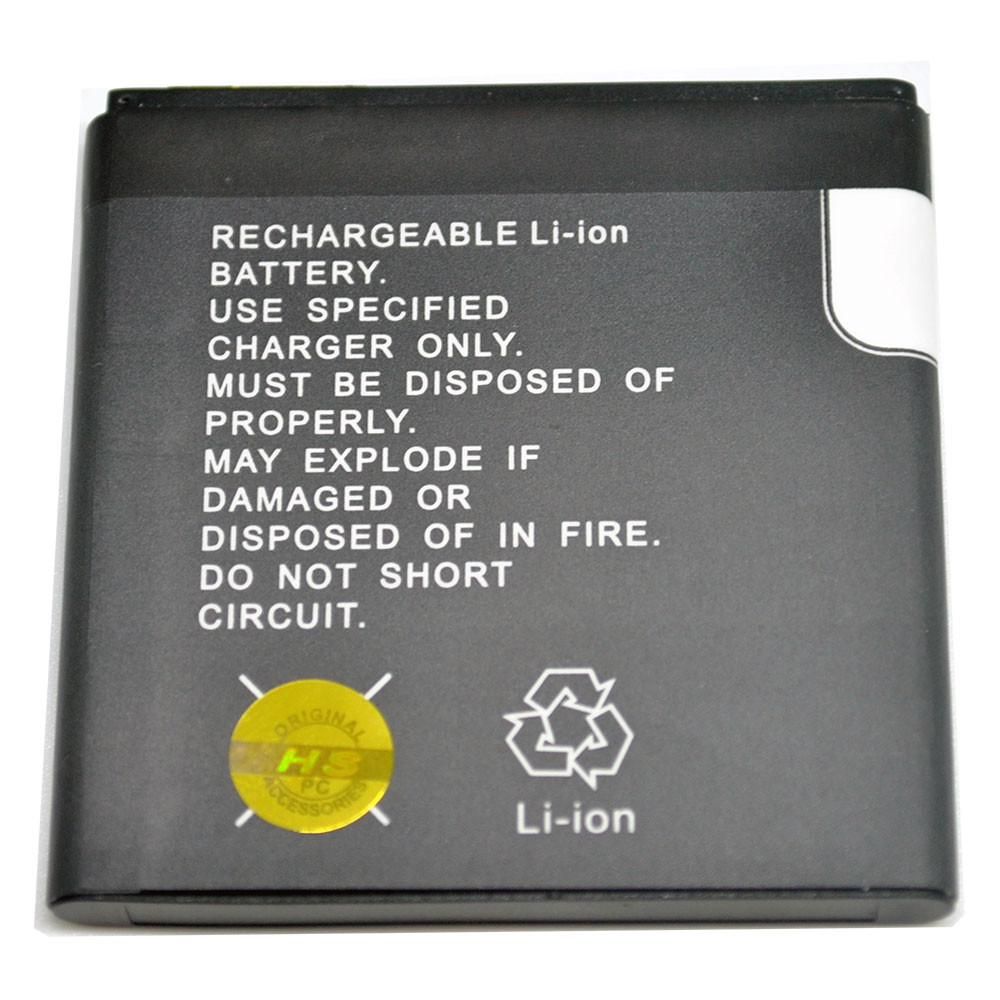 RECHARGEABLE Li-ion
BATTERY.
USE SPECIFIED
CHARGER ONLY.
MUST BE DISPOSED OF
PROPERLY.
MAY EXPLODE IF
DAMAGED OR
DISPOSED OF IN FIRE.
DO NOT SHORT
CIRCUIT.
ORIGINAL
HS
PC
ACCESSORIES
Li-ion